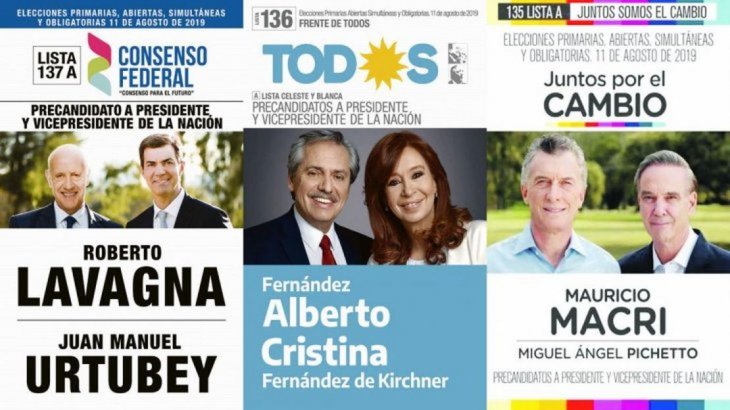 ELECCIONES PRIMARIAS, ABIERTAS, SIMULTÁNEAS
Y OBLIGATORIAS 11 DE AGOSTO DE 2019
LISTA
137 A
CONSENSO
FEDERAL
"CONSENSO PARA EL FUTURO"
PRECANDIDATO A PRESIDENTE
Y VICEPRESIDENTE DE LA NACIÓN
ROBERTO
LAVAGNA
JUAN MANUEL
URTUBEY
LISTA
136
Elecciones Primarias Abiertas Simultáneas
y Obligatorias. 11 de agosto de 2019
FRENTE DE TODOS
TODOS
A LISTA CELESTE Y BLANCA
PRECANDIDATOS A PRESIDENTE
Y VICEPRESIDENTE DE LA NACIÓN
Fernández
Alberto
Cristina
Fernández de Kirchner
135 LISTA A JUNTOS SOMOS EL CAMBIO
ELECCIONES PRIMARIAS, ABIERTAS, SIMULTÁNEAS
Y OBLIGATORIAS. 11 DE AGOSTO DE 2019
Juntos por el
CAMBIO
MAURICIO
MACRI
MIGUEL ÁNGEL PICHETTO
PRECANDIDATOS A PRESIDENTE Y VICEPRESIDENTE DE LA NACIÓN